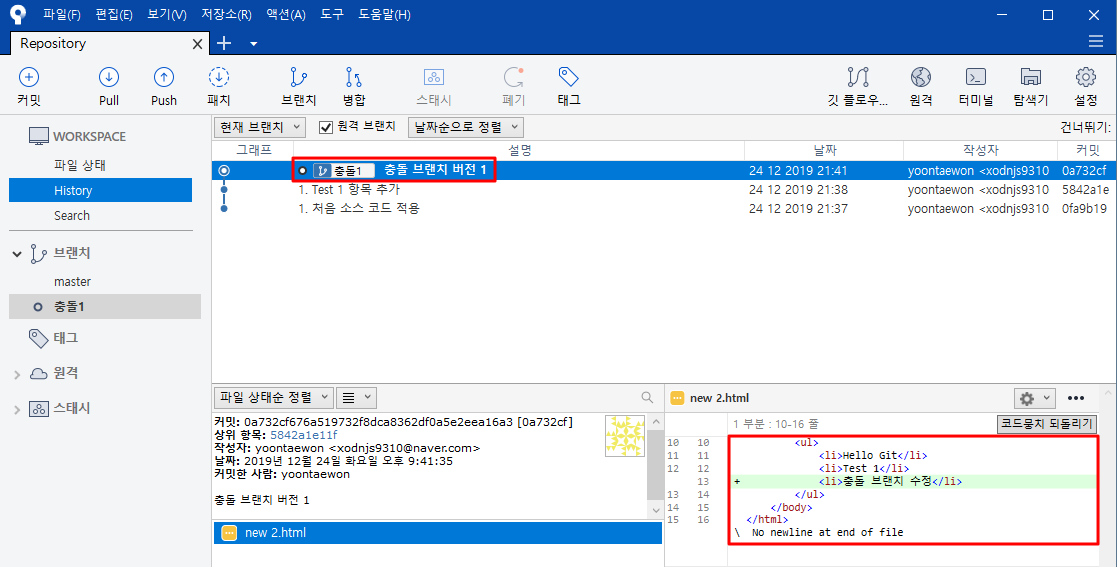 파일(F) 편집(E) 보기(V) 저장소(R) 액션(A) 도구 도움말(H)
Repository
커밋 Pull Push 패치 브랜치 병합 스태시 폐기 태그 깃 플로우... 원격 터미널 탐색기 설정
WORKSPACE
파일 상태
History
Search
브랜치
master
충돌1
태그
원격
스태시
현재 브랜치 원격 브랜치 날짜순으로 정렬 건너뛰기:
그래프 설명 날짜 작성자 커밋
충돌1 충돌 브랜치 버전 1 24 12 2019 21:41 yoontaewon <xodnjs9310 0a732cf
1. Test 1 항목 추가 24 12 2019 21:38 yoontaewon <xodnjs9310 5842a1e
1. 처음 소스 코드 적용 24 12 2019 21:37 yoontaewon <xodnjs9310 0fa9b19
파일 상태순 정렬
커밋: 0a732cf676a519732f8dca8362df0a5e2eea16a3 [0a732cf]
상위 항목: 5842a1e11f
작성자: yoontaewon <xodnjs9310@naver.com>
날짜: 2019년 12월 24일 화요일 오후 9:41:35
커밋한 사람: yoontaewon
충돌 브랜치 버전 1
new 2.html
new 2.html
1 부분 : 10-16 줄 코드뭉치 되돌리기
10 10 <ul>
11 11 <li>Hello Git</li>
12 12 <li>Test 1</li>
13 + <li>충돌 브랜치 수정</li>
13 14 </ul>
14 15 </body>
15 16 </html>
\ No newline at end of file